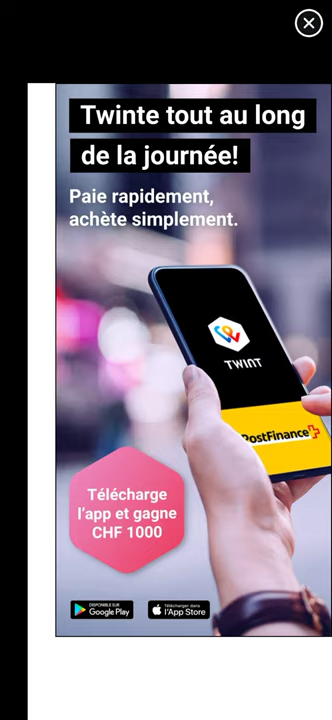 Twinte tout au long
de la journée!
Paie rapidement,
achète simplement.
TWINT
PostFinance
Télécharge
l'app et gagne
CHF 1000
DISPONIBLE SUR
Google Play
Télécharger dans
l'App Store